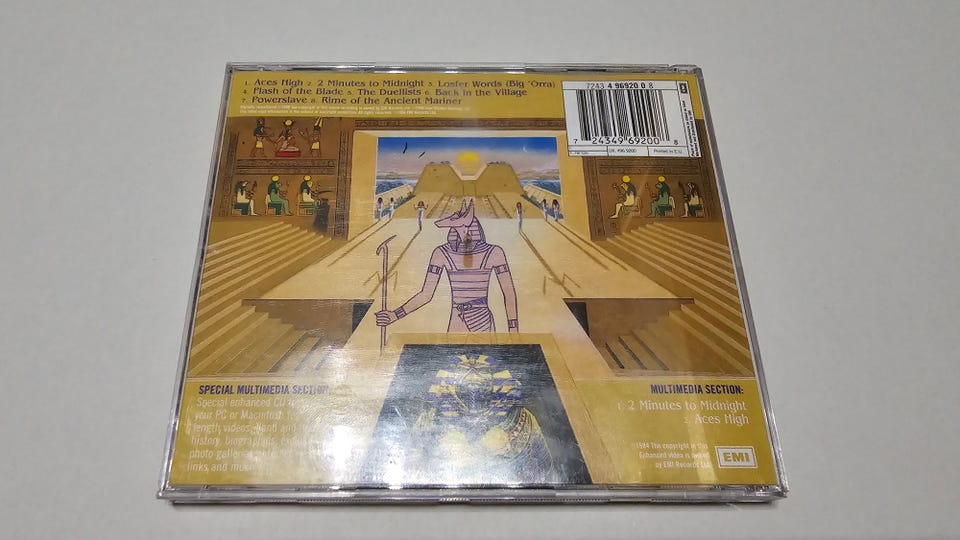 1. Aces High 2. 2 Minutes to Midnight 3. Losfer Words (Big 'Orra)
4. Flash of the Blade 5. The Duellists 6. Back in the Village
7. Powerslave 8. Rime of the Ancient Mariner
7243 4 96920 0 8
7 24349 69200 8
Printed in E.U.
SPECIAL MULTIMEDIA SECTION:
Special enhanced CD
your PC or Macintosh
length videos, band and
history, biographies,
photo galleries,
links, and much
MULTIMEDIA SECTION:
1. 2 Minutes to Midnight
2. Aces High
©1984 The copyright in this
Enhanced video is owned
by EMI Records Ltd.
EMI